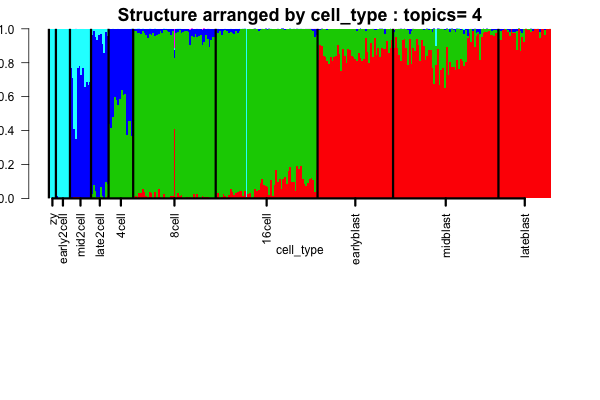 Structure arranged by cell_type : topics= 4
1.0
0.8
0.6
0.4
0.2
0.0
zy
early2cell
mid2cell
late2cell
4cell
8cell
16cell
earlyblast
midblast
lateblast
cell_type